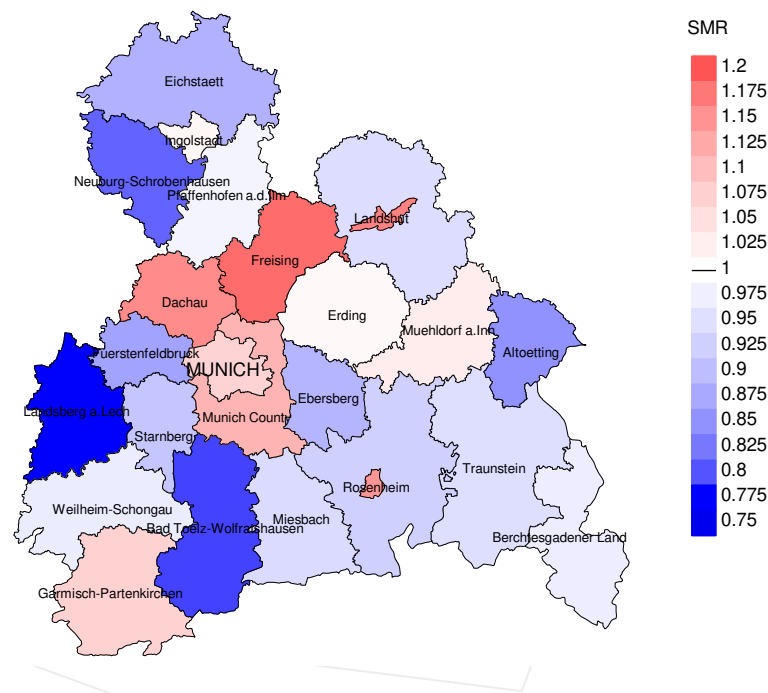 SMR
Eichstaett
1.2
1.175
1.15
1.125
1.1
1.075
1.05
1.025
1
0.975
0.95
0.925
0.9
0.875
0.85
0.825
0.8
0.775
0.75
Ingolstadt
Neuburg-Schrobenhausen
Pfaffenhofen a.d.Ilm
Landshut
Freising
Dachau
Erding
Muehldorf a.Inn
Altoetting
Fuerstenfeldbruck
MUNICH
Ebersberg
Landsberg a.Lech
Munich County
Starnberg
Traunstein
Rosenheim
Weilheim-Schongau
Miesbach
Bad Toelz-Wolfratshausen
Berchtesgadener Land
Garmisch-Partenkirchen